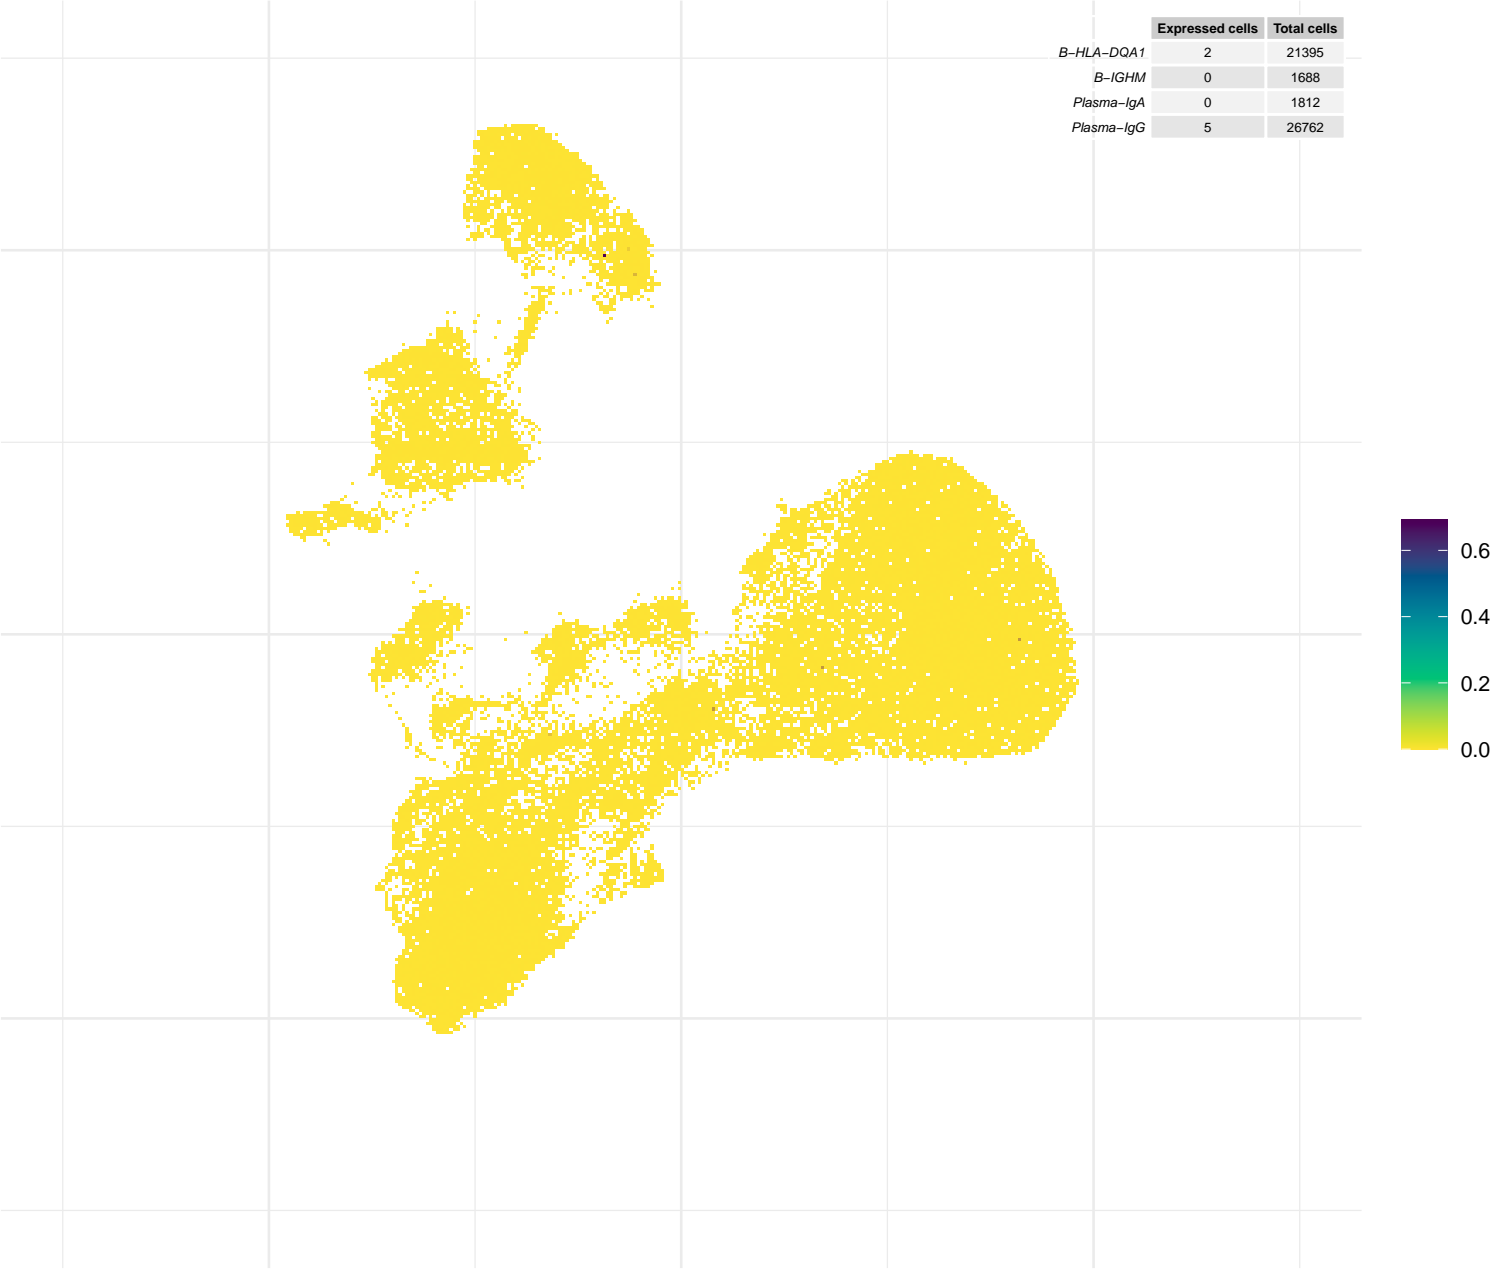 Expressed cells Total cells
B−HLA−DQA1 2 21395
B−IGHM 0 1688
Plasma−IgA 0 1812
Plasma−IgG 5 26762
0.6
0.4
0.2
0.0